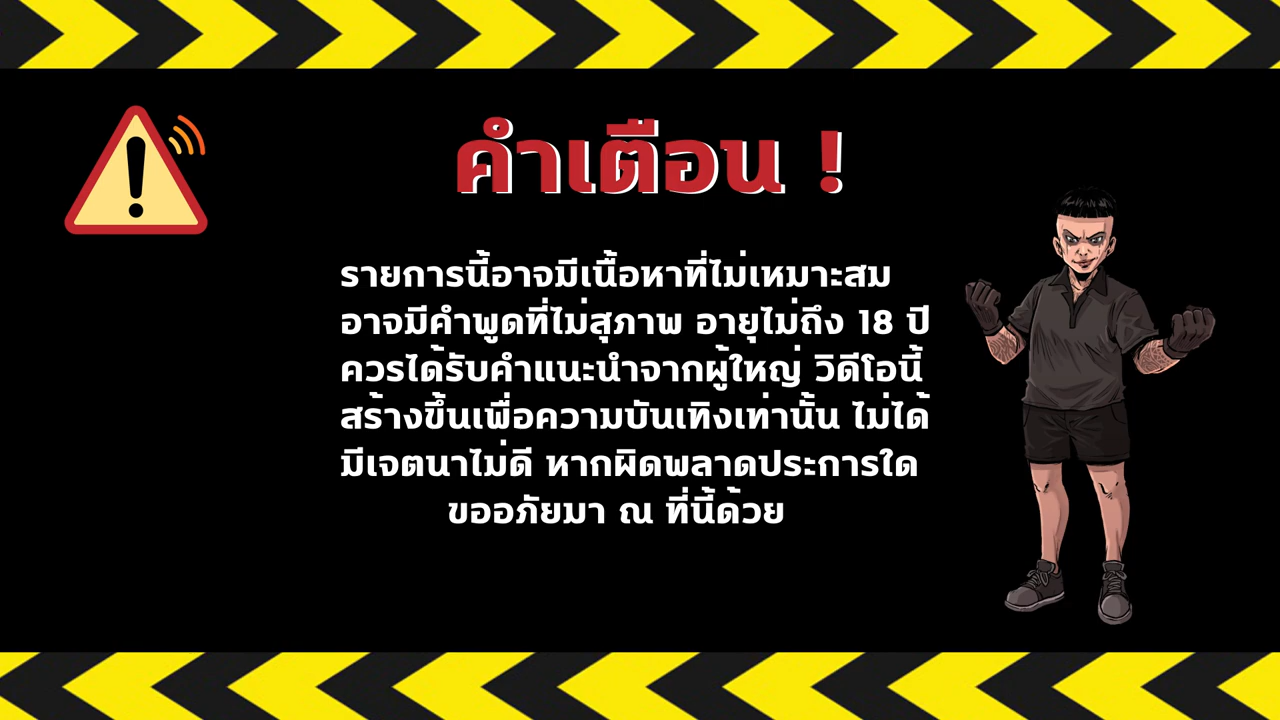 คำเตือน !
รายการนี้อาจมีเนื้อหาที่ไม่เหมาะสม
อาจมีคำพูดที่ไม่สุภาพ อายุไม่ถึง 18 ปี
ควรได้รับคำแนะนำจากผู้ใหญ่ วิดีโอนี้
สร้างขึ้นเพื่อความบันเทิงเท่านั้น ไม่ได้
มีเจตนาไม่ดี หากผิดพลาดประการใด
ขออภัยมา ณ ที่นี้ด้วย